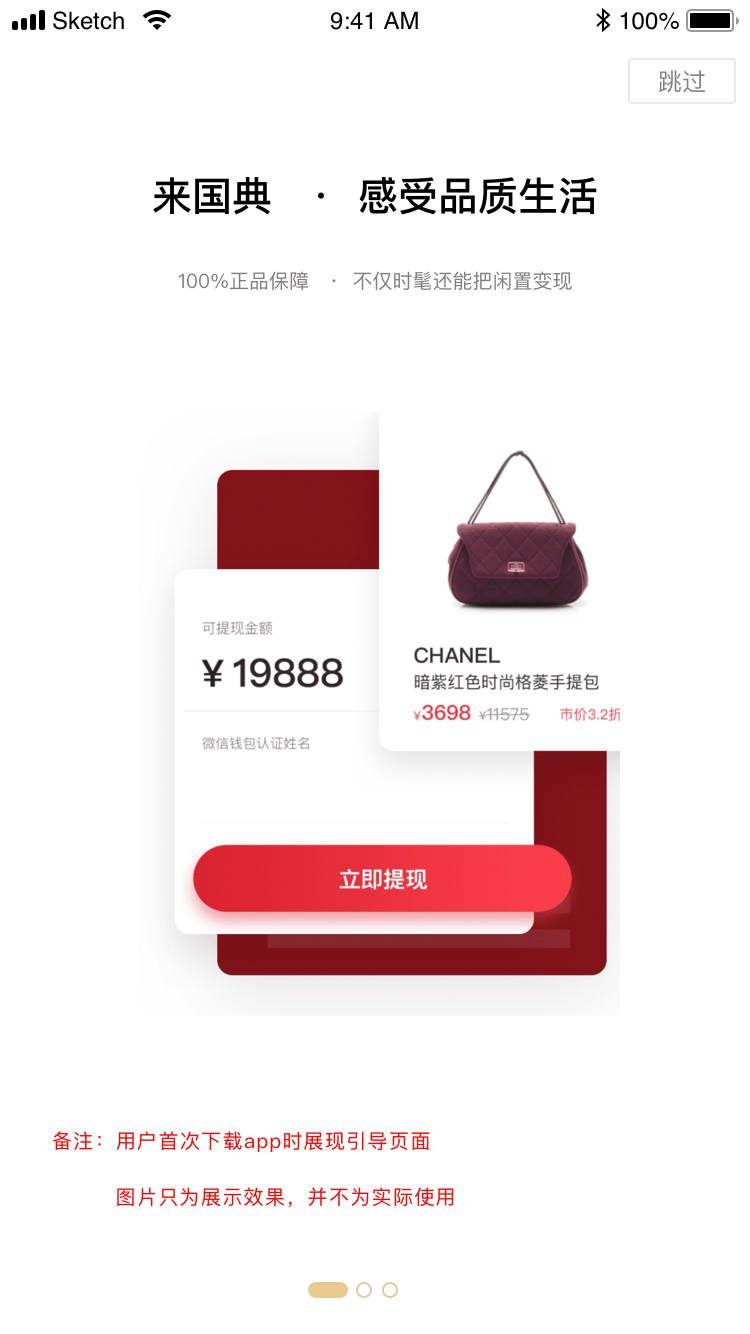 Sketch 9:41 AM 100%
跳过
来国典 · 感受品质生活
100%正品保障 · 不仅时髦还能把闲置变现
可提现金额
¥ 19888
微信钱包认证姓名
CHANEL
暗紫红色时尚格菱手提包
¥3698 ¥11575 市价3.2折
立即提现
备注：用户首次下载app时展现引导页面
图片只为展示效果，并不为实际使用